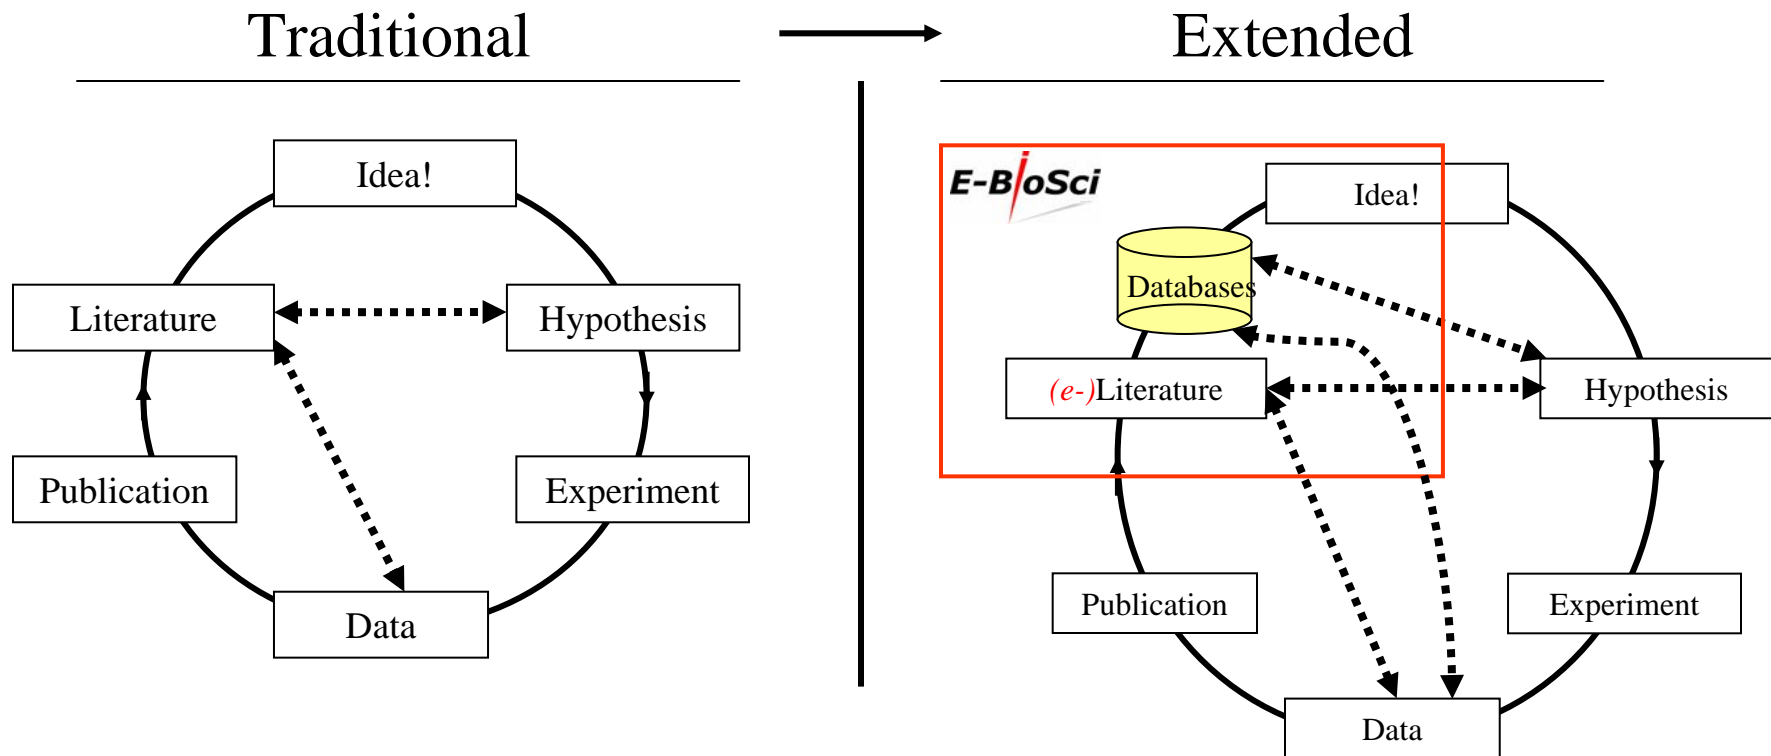 Traditional
Extended
Idea!
Literature
Hypothesis
Publication
Experiment
Data
E-BioSci
Idea!
Databases
(e-)Literature
Hypothesis
Publication
Experiment
Data